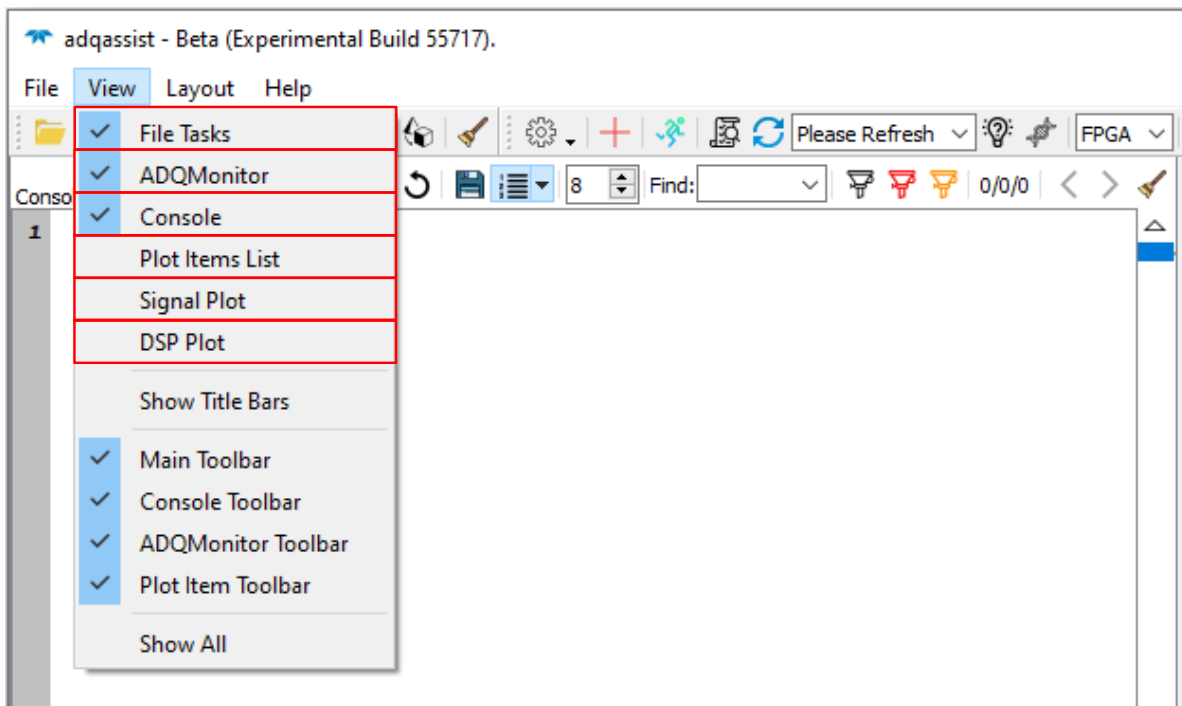 adqassist - Beta (Experimental Build 55717).
File View Layout Help
Please Refresh FPGA
8 Find: 0/0/0
1
File Tasks
ADQMonitor
Console
Plot Items List
Signal Plot
DSP Plot
Show Title Bars
Main Toolbar
Console Toolbar
ADQMonitor Toolbar
Plot Item Toolbar
Show All